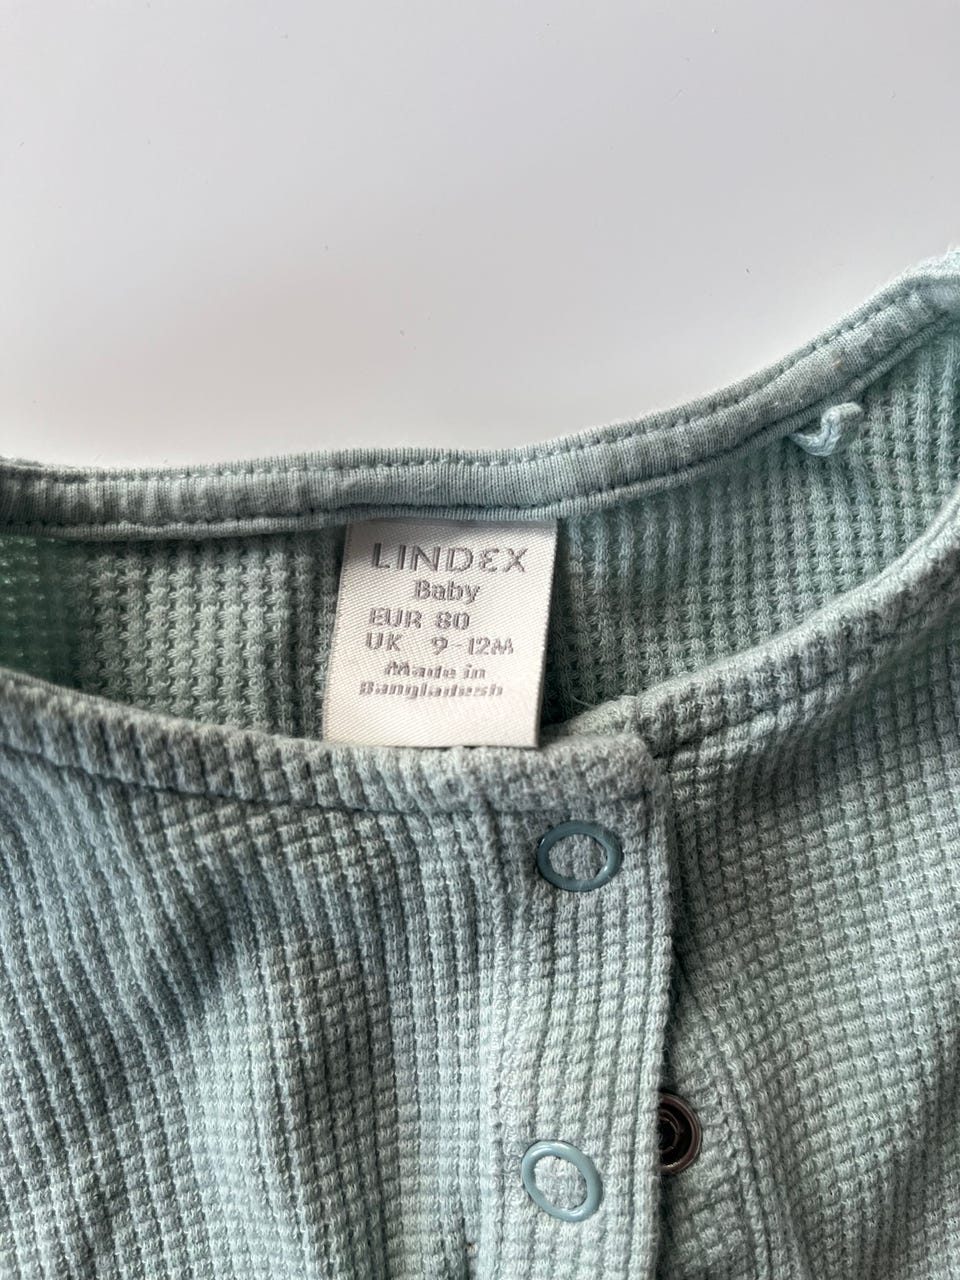 LINDEX
Baby
EUR 80
UK 9-12M
Made in
Bangladesh